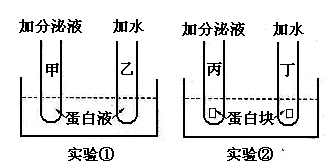 加分泌液 加水 加分泌液 加水
甲 乙 丙 丁
蛋白液 蛋白块
实验① 实验②